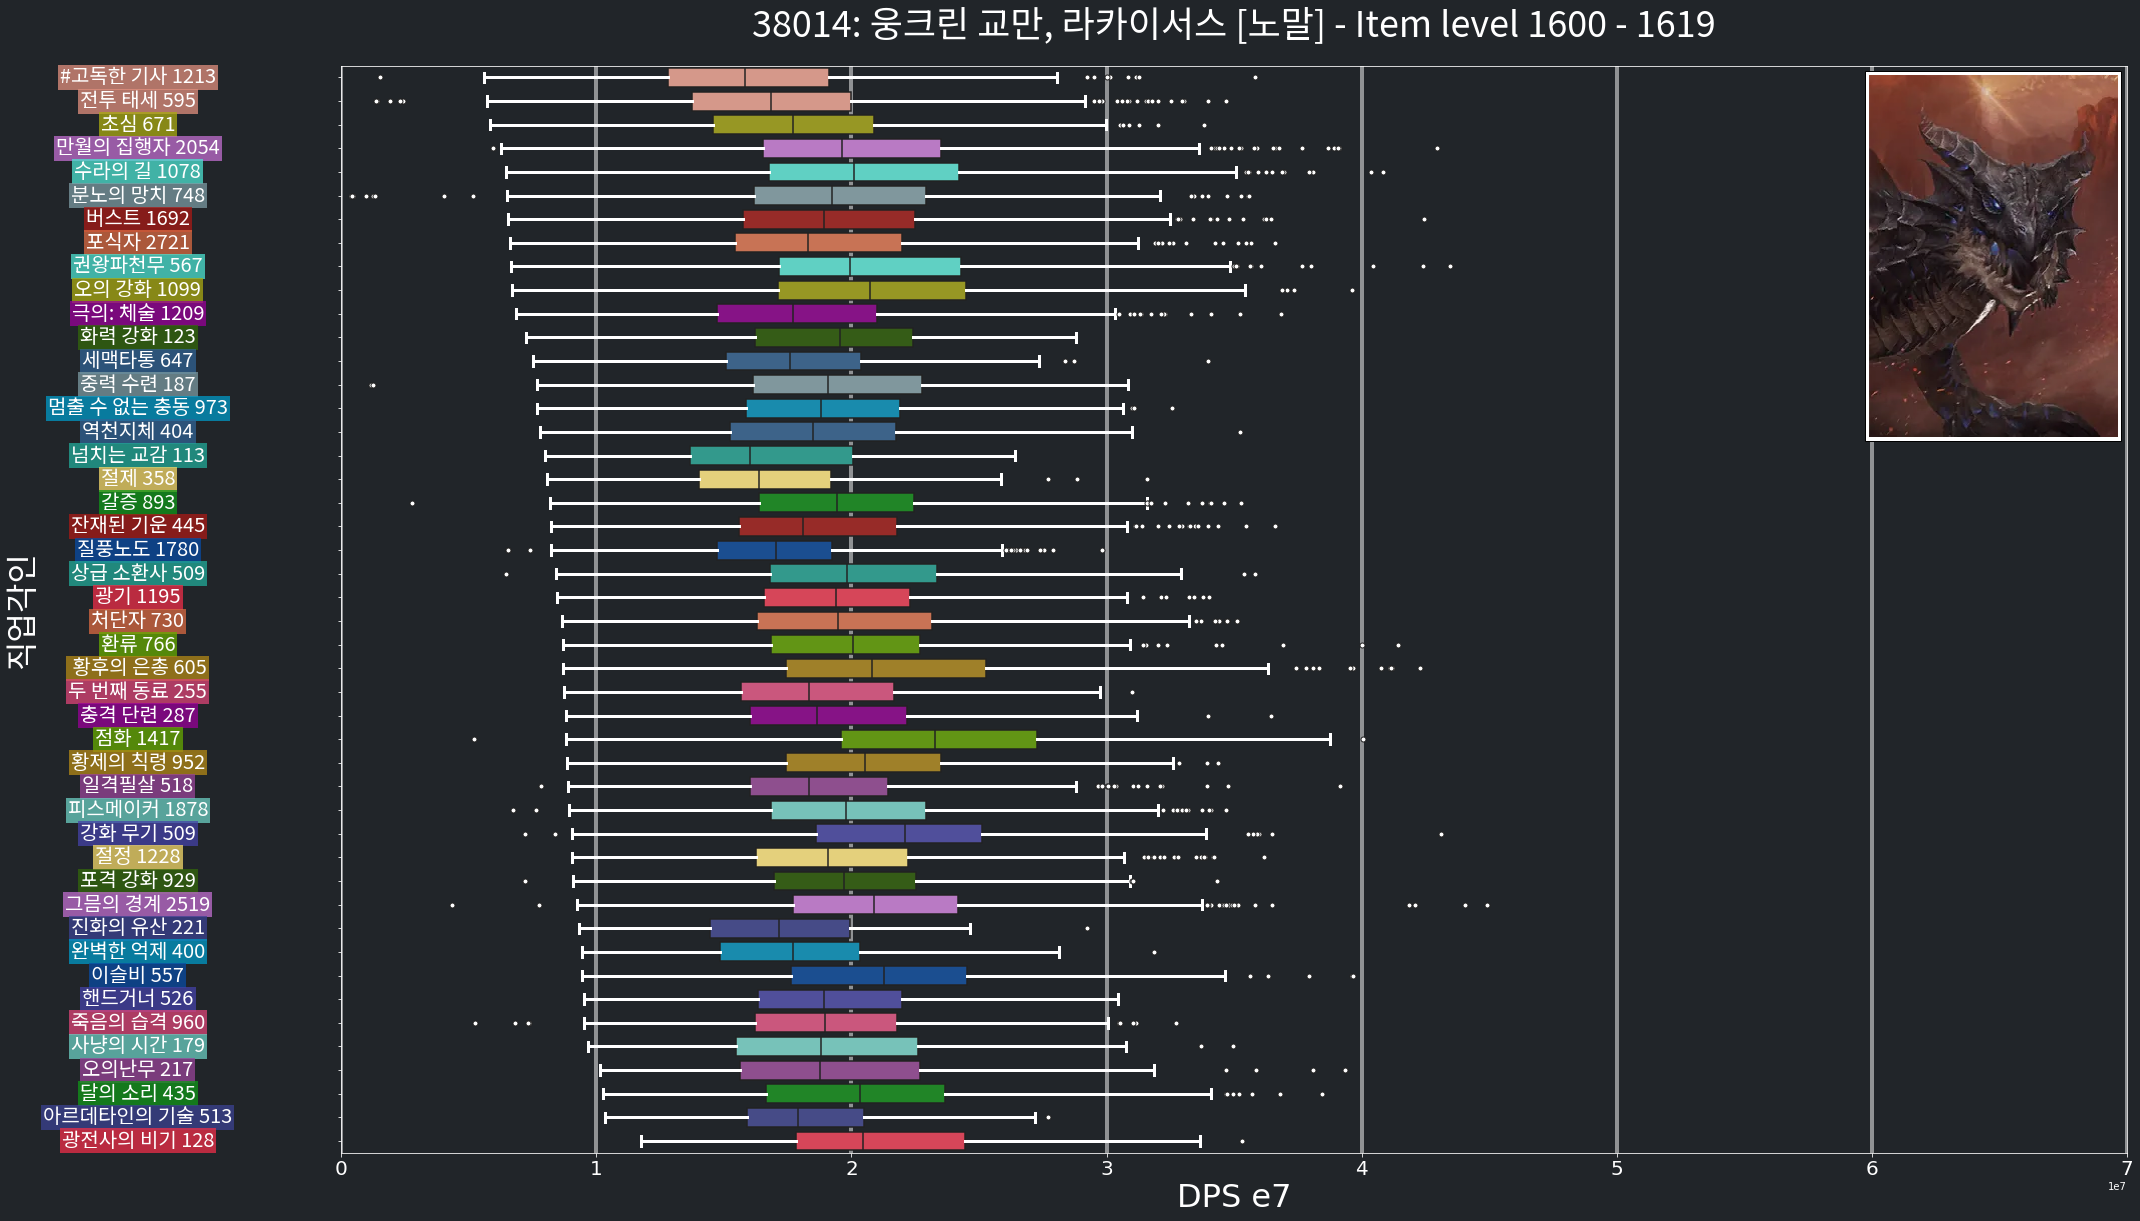 38014: 웅크린 교만, 라카이서스 [노말] - Item level 1600 - 1619
직업각인
#고독한 기사 1213
전투 태세 595
초심 671
만월의 집행자 2054
수라의 길 1078
분노의 망치 748
버스트 1692
포식자 2721
권왕파천무 567
오의 강화 1099
극의: 체술 1209
화력 강화 123
세맥타통 647
중력 수련 187
멈출 수 없는 충동 973
역천지체 404
넘치는 교감 113
절제 358
갈증 893
잔재된 기운 445
질풍노도 1780
상급 소환사 509
광기 1195
처단자 730
환류 766
황후의 은총 605
두 번째 동료 255
충격 단련 287
점화 1417
황제의 칙령 952
일격필살 518
피스메이커 1878
강화 무기 509
절정 1228
포격 강화 929
그믐의 경계 2519
진화의 유산 221
완벽한 억제 400
이슬비 557
핸드거너 526
죽음의 습격 960
사냥의 시간 179
오의난무 217
달의 소리 435
아르데타인의 기술 513
광전사의 비기 128
0 1 2 3 4 5 6 7
DPS e7
1e7